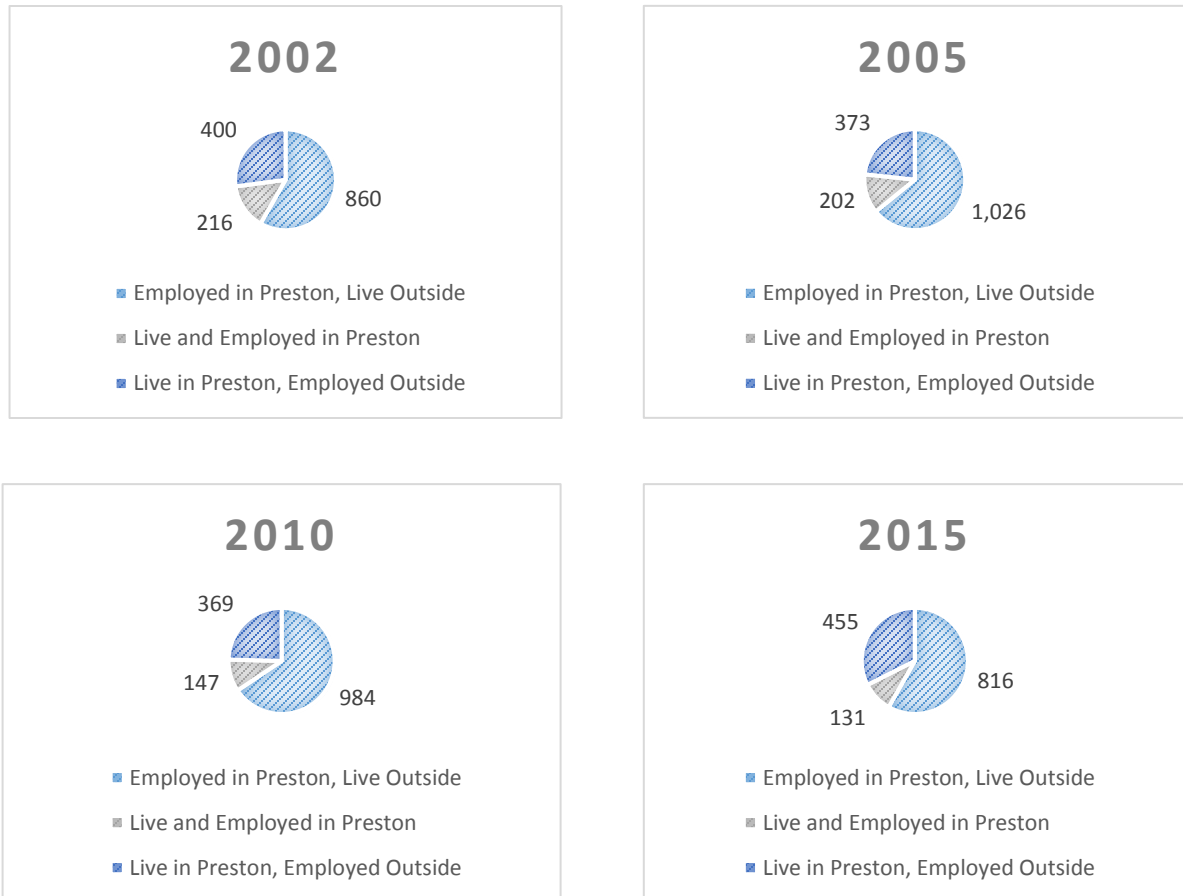 2002
400
860
216
Employed in Preston, Live Outside
Live and Employed in Preston
Live in Preston, Employed Outside
2005
373
202
1,026
Employed in Preston, Live Outside
Live and Employed in Preston
Live in Preston, Employed Outside
2010
369
147
984
Employed in Preston, Live Outside
Live and Employed in Preston
Live in Preston, Employed Outside
2015
455
816
131
Employed in Preston, Live Outside
Live and Employed in Preston
Live in Preston, Employed Outside